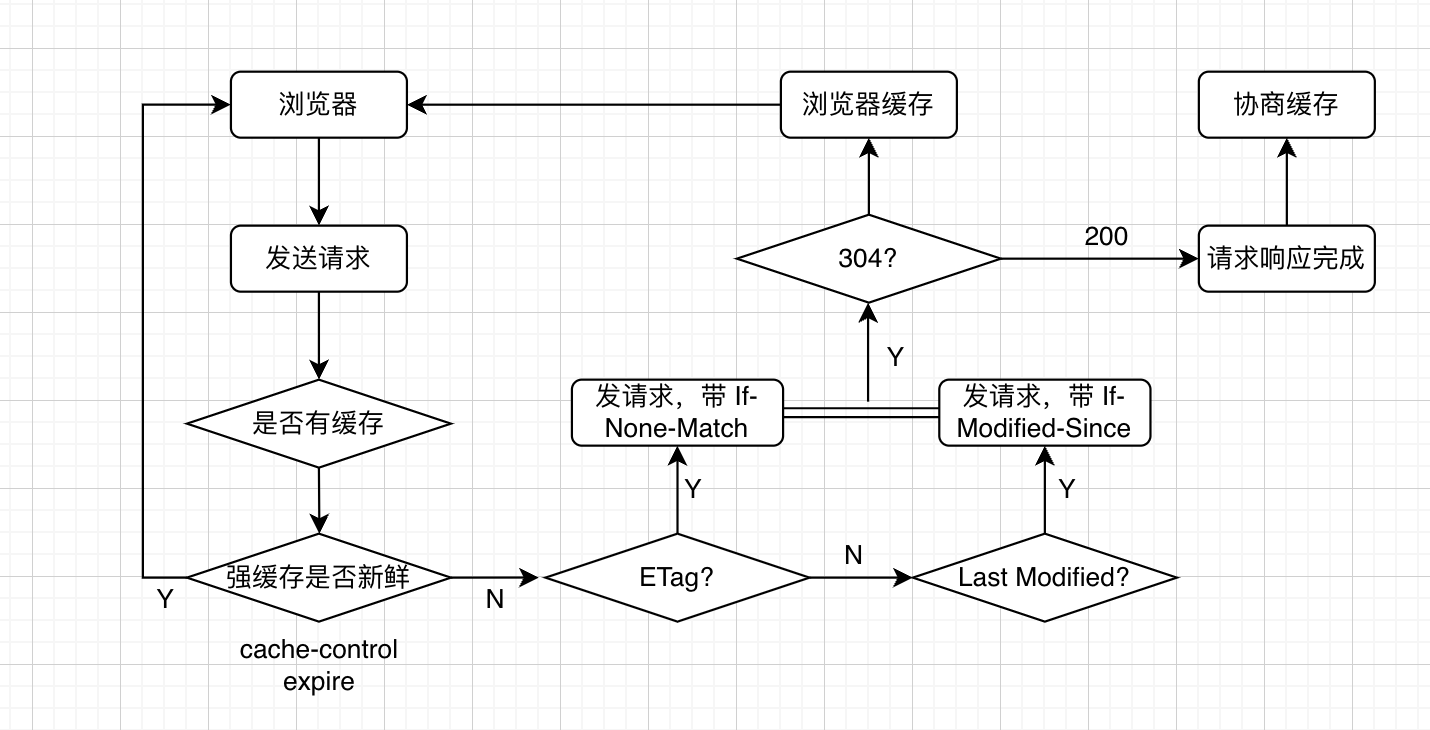 浏览器
浏览器缓存
协商缓存
200
发送请求
304?
请求响应完成
Y
发请求，带 If-
None-Match
发请求，带 If-
Modified-Since
是否有缓存
Y
Y
N
强缓存是否新鲜
ETag?
Last Modified?
Y
N
cache-control
expire